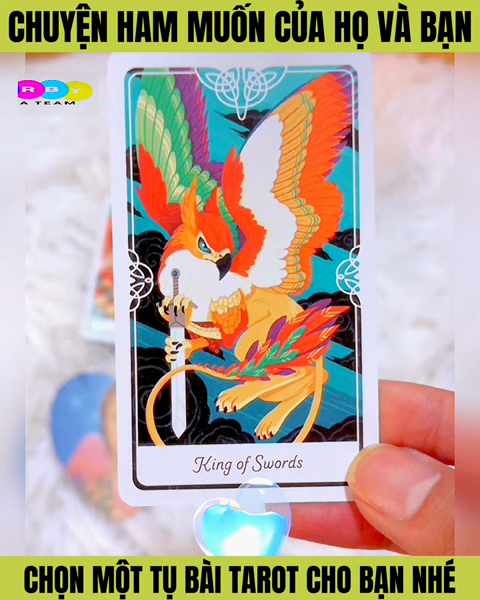 CHUYỆN HAM MUỐN CỦA HỌ VÀ BẠN
RBY
A TEAM
King of Swords
CHỌN MỘT TỤ BÀI TAROT CHO BẠN NHÉ